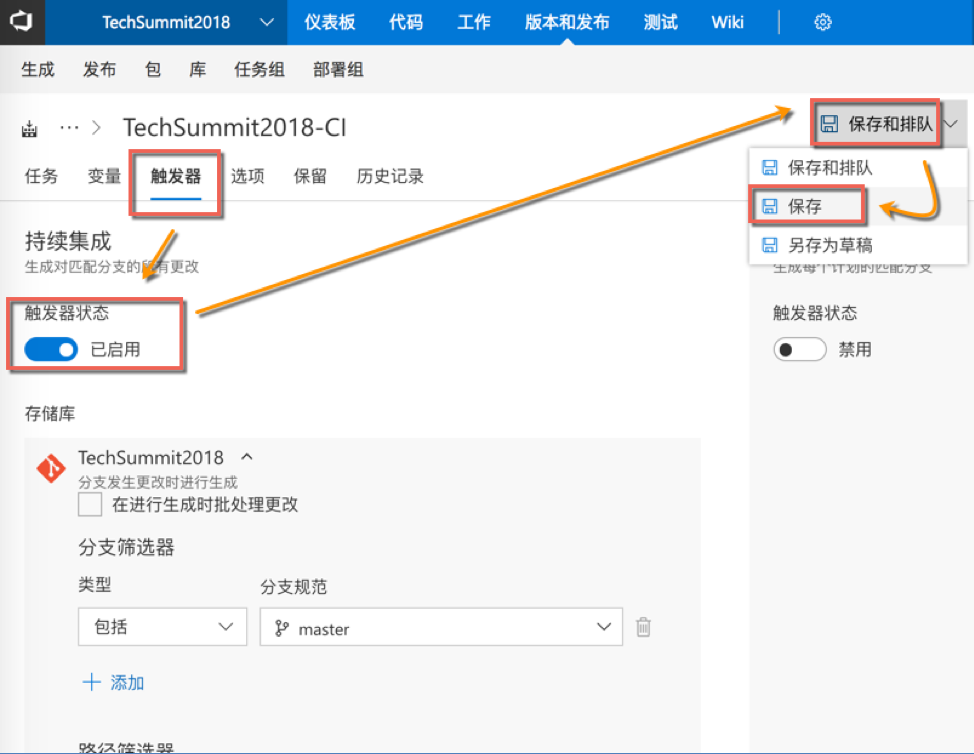 TechSummit2018 仪表板 代码 工作 版本和发布 测试 Wiki
生成 发布 包 库 任务组 部署组
··· > TechSummit2018-CI
保存和排队
任务 变量 触发器 选项 保留 历史记录
保存和排队
保存
另存为草稿
持续集成
生成对匹配分支的所有更改
触发器状态
已启用
生成每个计划的匹配分支
触发器状态
禁用
存储库
TechSummit2018
分支发生更改时进行生成
在进行生成时批处理更改
分支筛选器
类型 分支规范
包括 master
+ 添加
路径筛选器